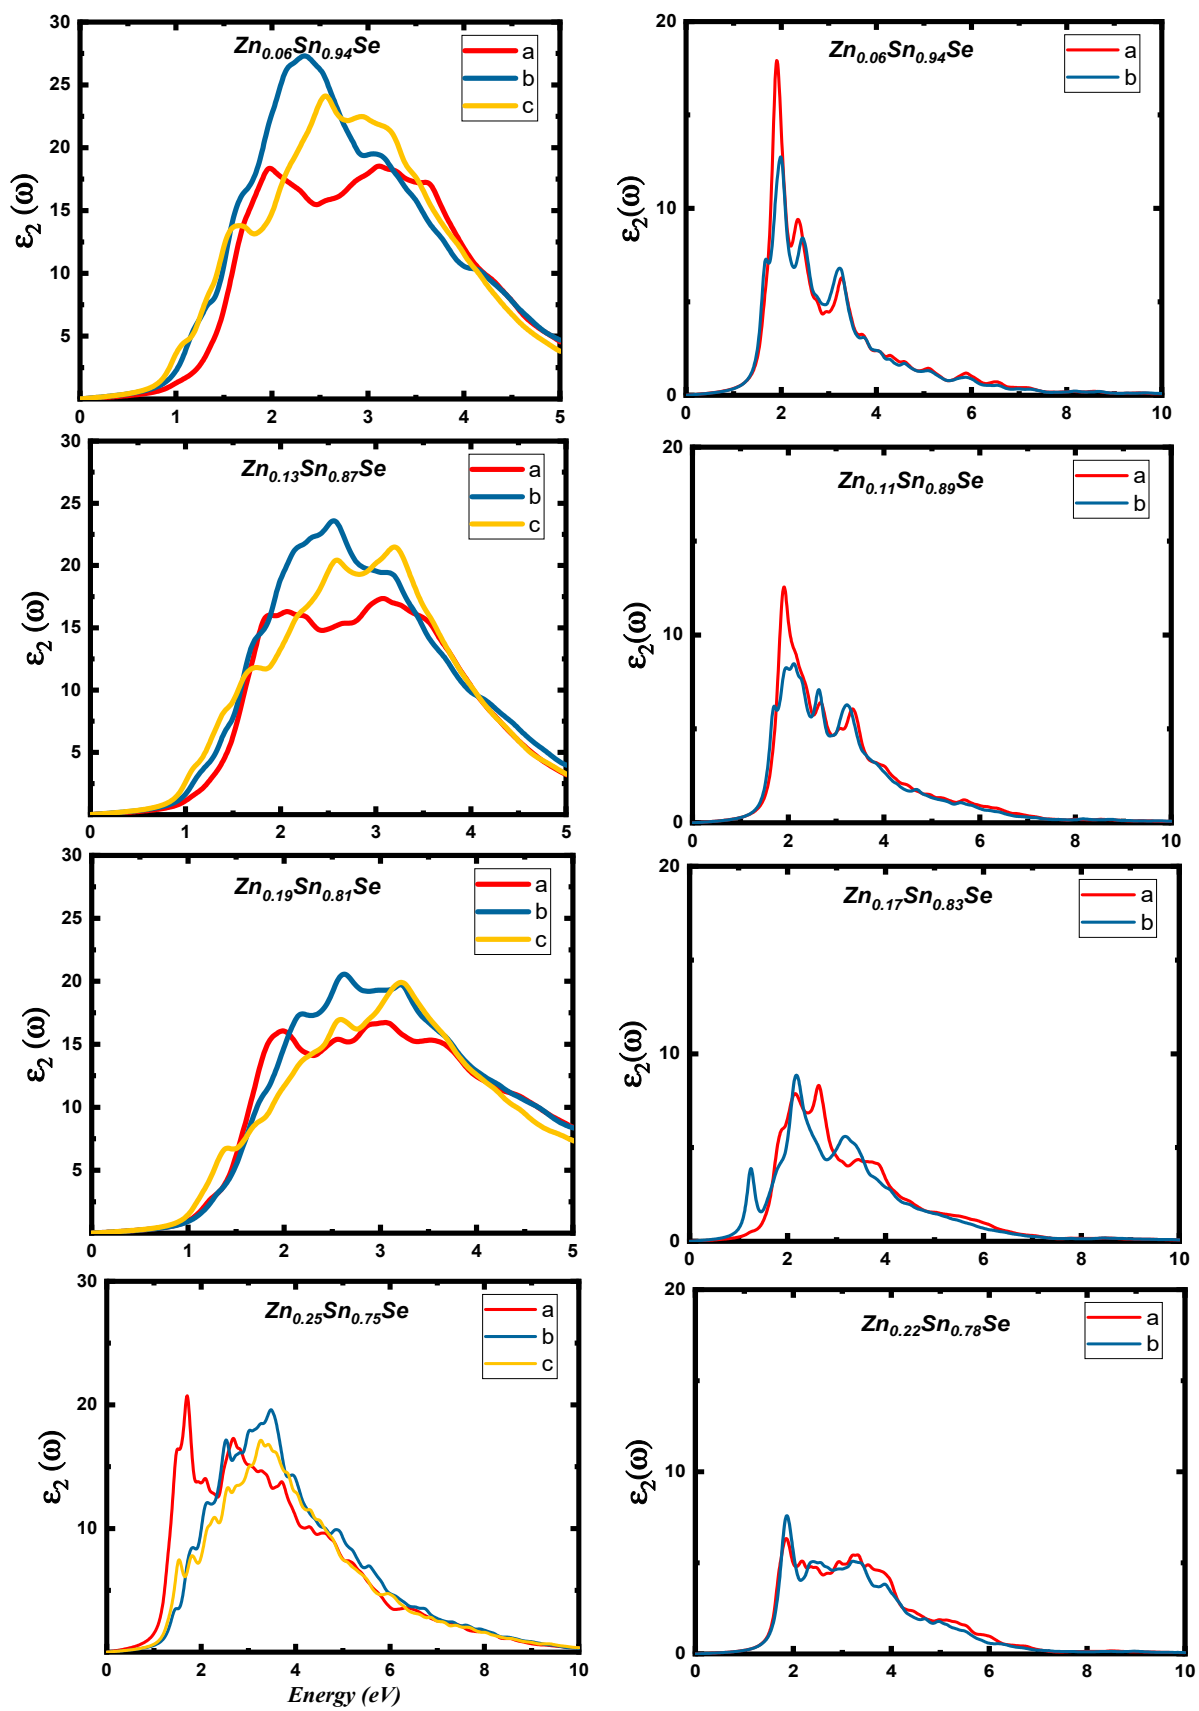 Zn0.06Sn0.94Se
a
b
c
ε2 (ω)
30
25
20
15
10
5
0 1 2 3 4 5
Zn0.06Sn0.94Se
a
b
ε2(ω)
20
10
0
0 2 4 6 8 10
Zn0.13Sn0.87Se
a
b
c
ε2 (ω)
30
25
20
15
10
5
0 1 2 3 4 5
Zn0.11Sn0.89Se
a
b
ε2(ω)
20
10
0
0 2 4 6 8 10
Zn0.19Sn0.81Se
a
b
c
ε2 (ω)
30
25
20
15
10
5
0 1 2 3 4 5
Zn0.17Sn0.83Se
a
b
ε2(ω)
20
10
0
0 2 4 6 8 10
Zn0.25Sn0.75Se
a
b
c
ε2 (ω)
30
20
10
0 2 4 6 8 10
Energy (eV)
Zn0.22Sn0.78Se
a
b
ε2(ω)
20
10
0
0 2 4 6 8 10